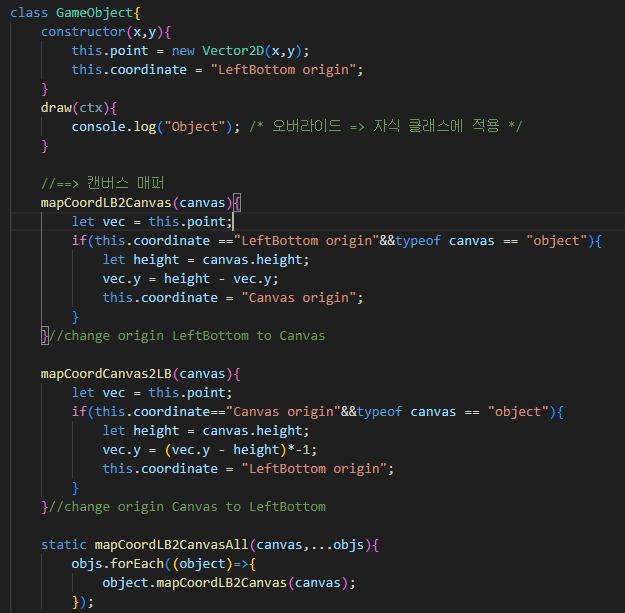 class GameObject{
    constructor(x,y){
        this.point = new Vector2D(x,y);
        this.coordinate = "LeftBottom origin";
    }
    draw(ctx){
        console.log("Object"); /* 오버라이드 => 자식 클래스에 적용 */
    }
    //==> 캔버스 매퍼
    mapCoordLB2Canvas(canvas){
        let vec = this.point;
        if(this.coordinate =="LeftBottom origin"&&typeof canvas == "object"){
            let height = canvas.height;
            vec.y = height - vec.y;
            this.coordinate = "Canvas origin";
        }
    }//change origin LeftBottom to Canvas
    mapCoordCanvas2LB(canvas){
        let vec = this.point;
        if(this.coordinate=="Canvas origin"&&typeof canvas == "object"){
            let height = canvas.height;
            vec.y = (vec.y - height)*-1;
            this.coordinate = "LeftBottom origin";
        }
    }//change origin Canvas to LeftBottom
    static mapCoordLB2CanvasAll(canvas,...objs){
        objs.forEach((object)=>{
            object.mapCoordLB2Canvas(canvas);
        });